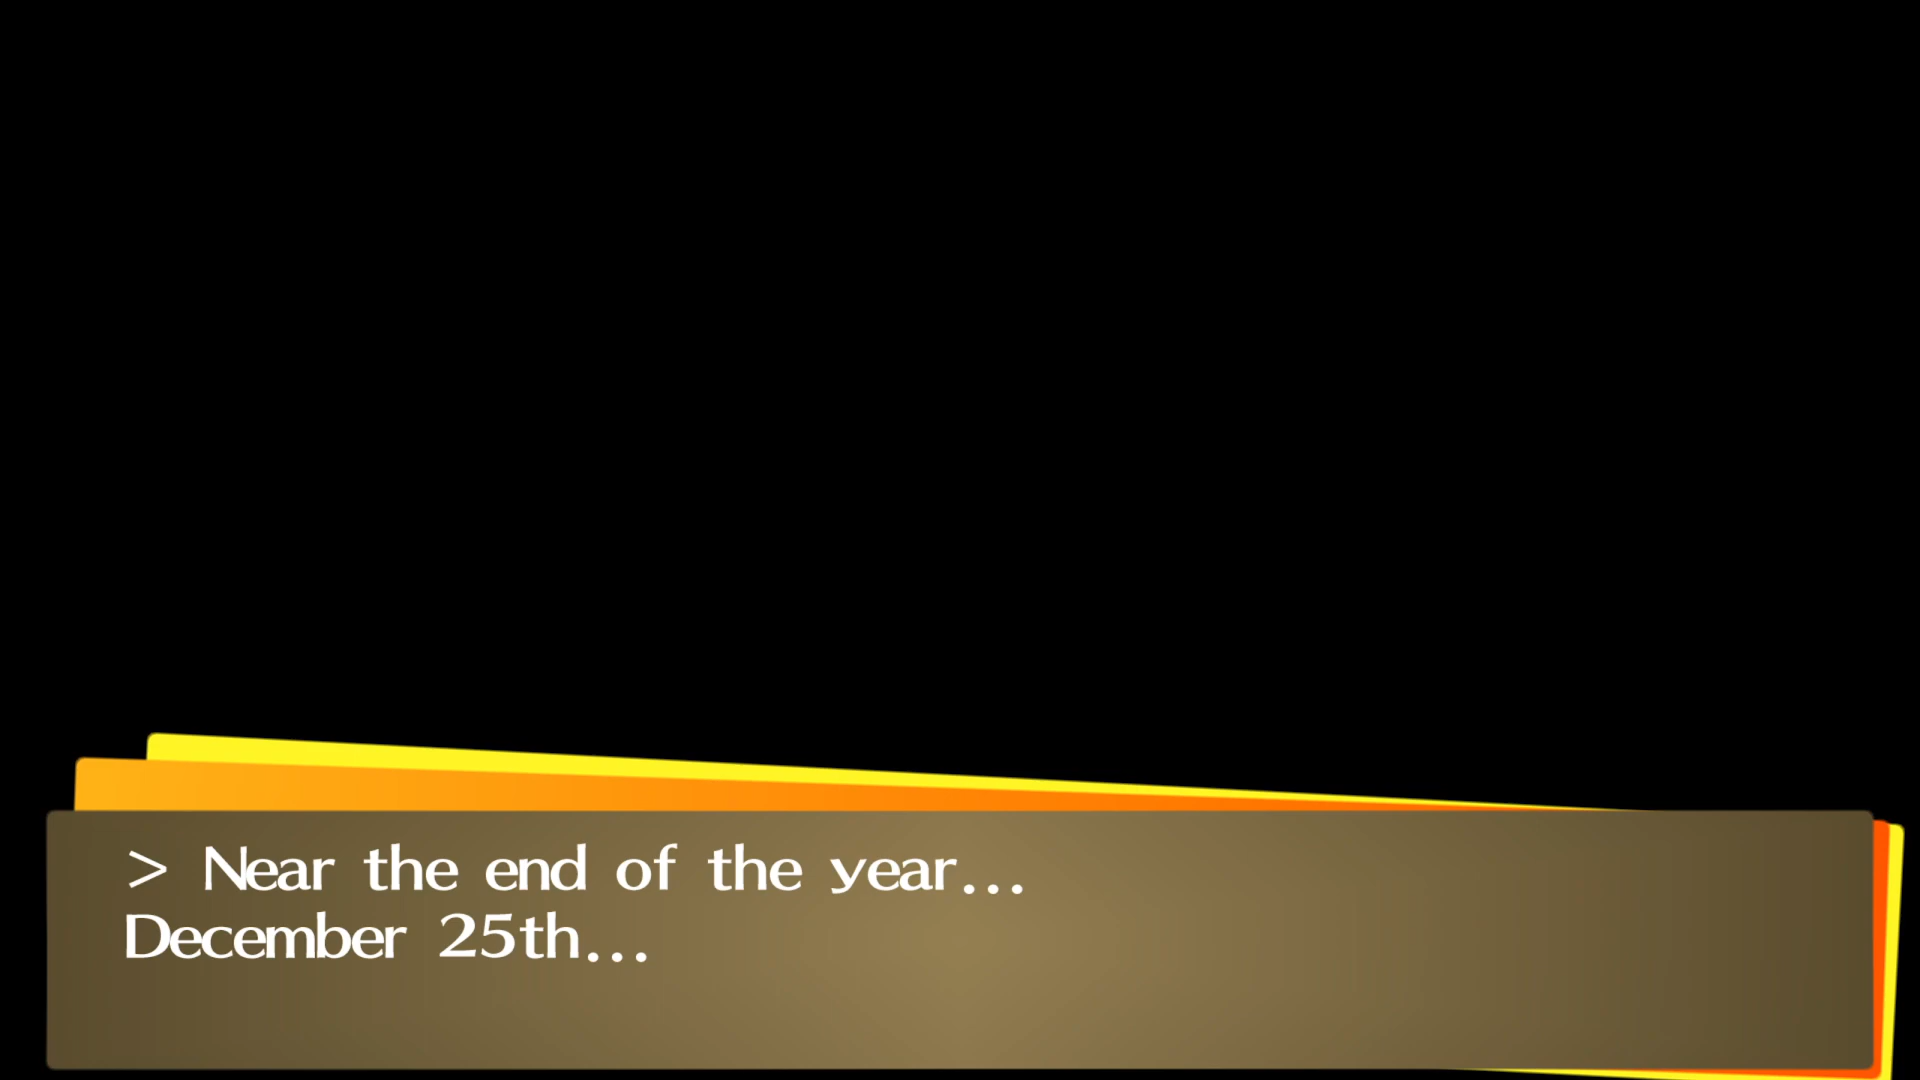 > Near the end of the year...
December 25th...